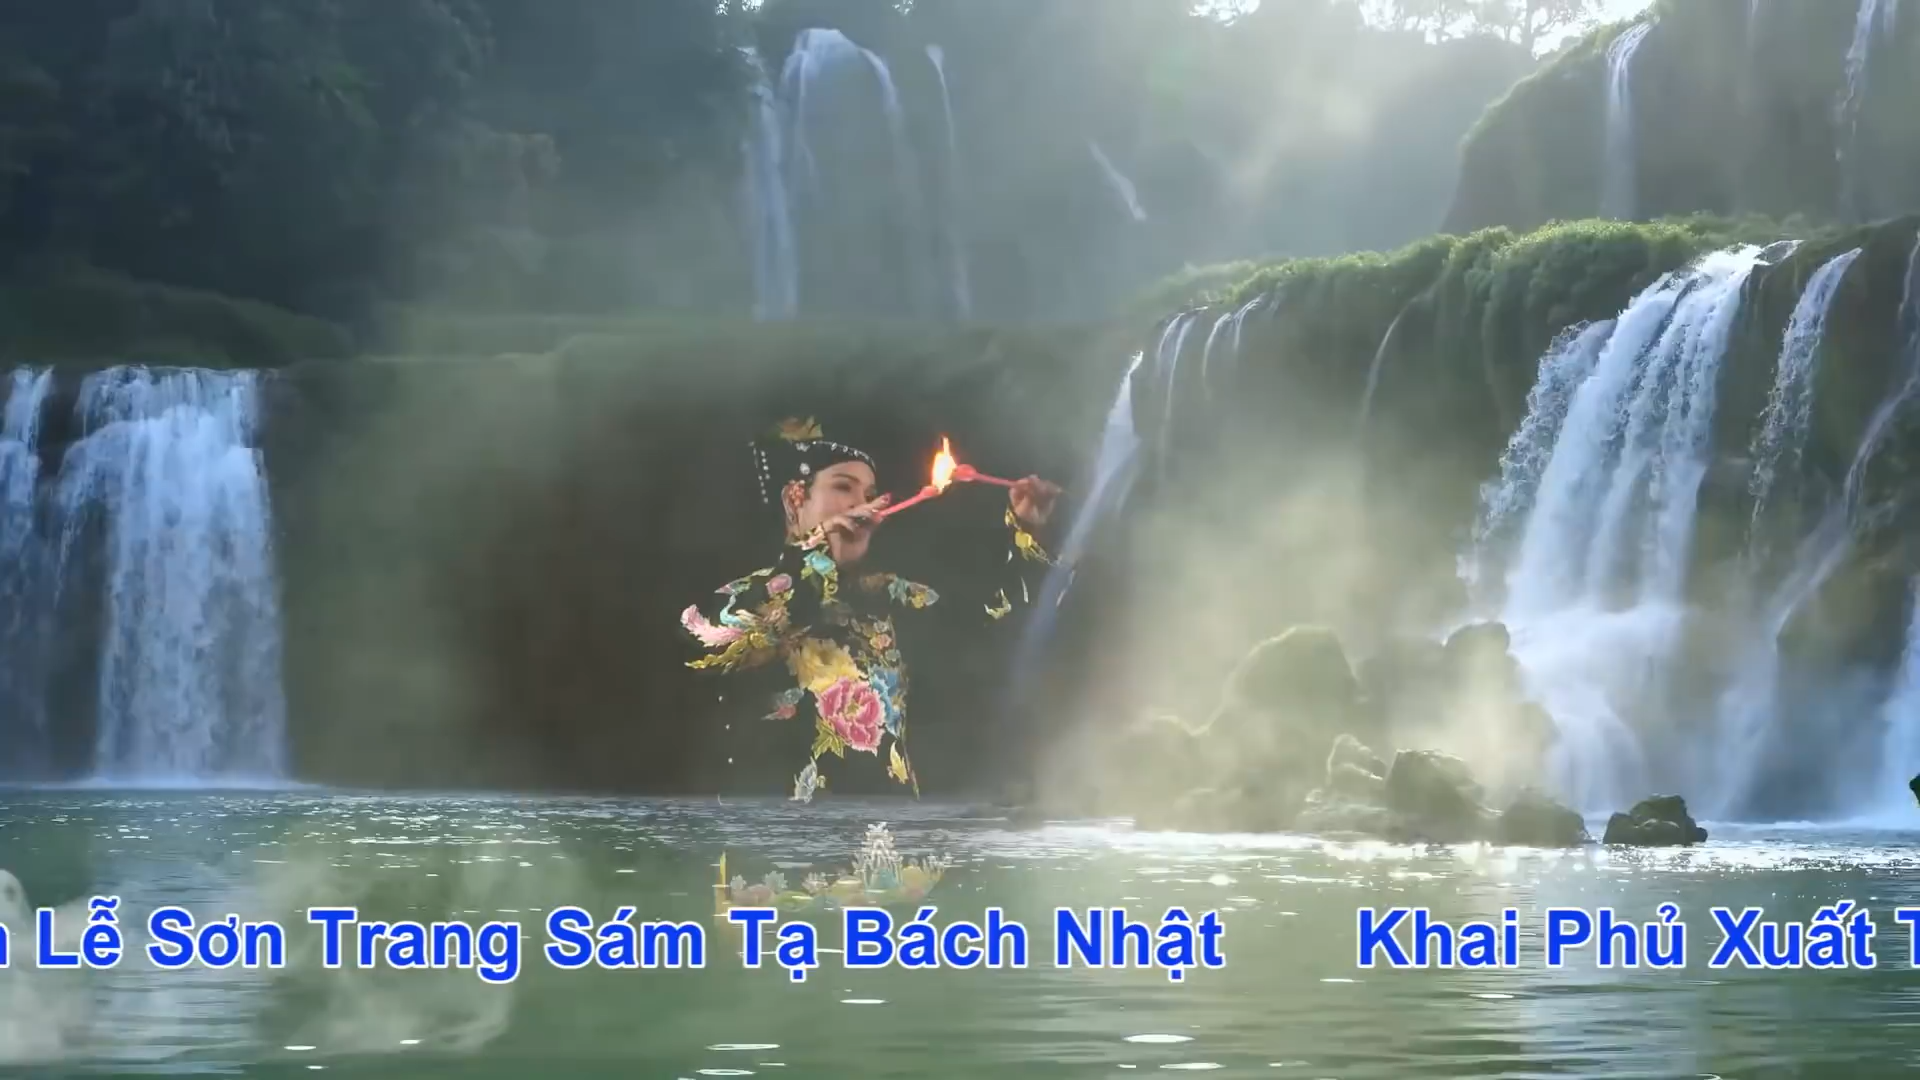 Lễ Sơn Trang Sám Tạ Bách Nhật Khai Phủ Xuất